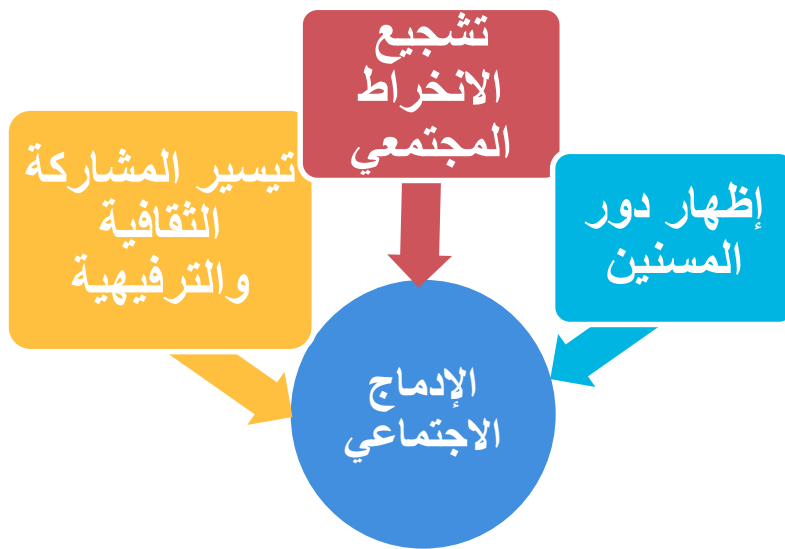 تشجيع
الانخراط
المجتمعي
إظهار دور
المسنين
تيسير المشاركة
الثقافية
والترفيهية
الإدماج
الاجتماعي